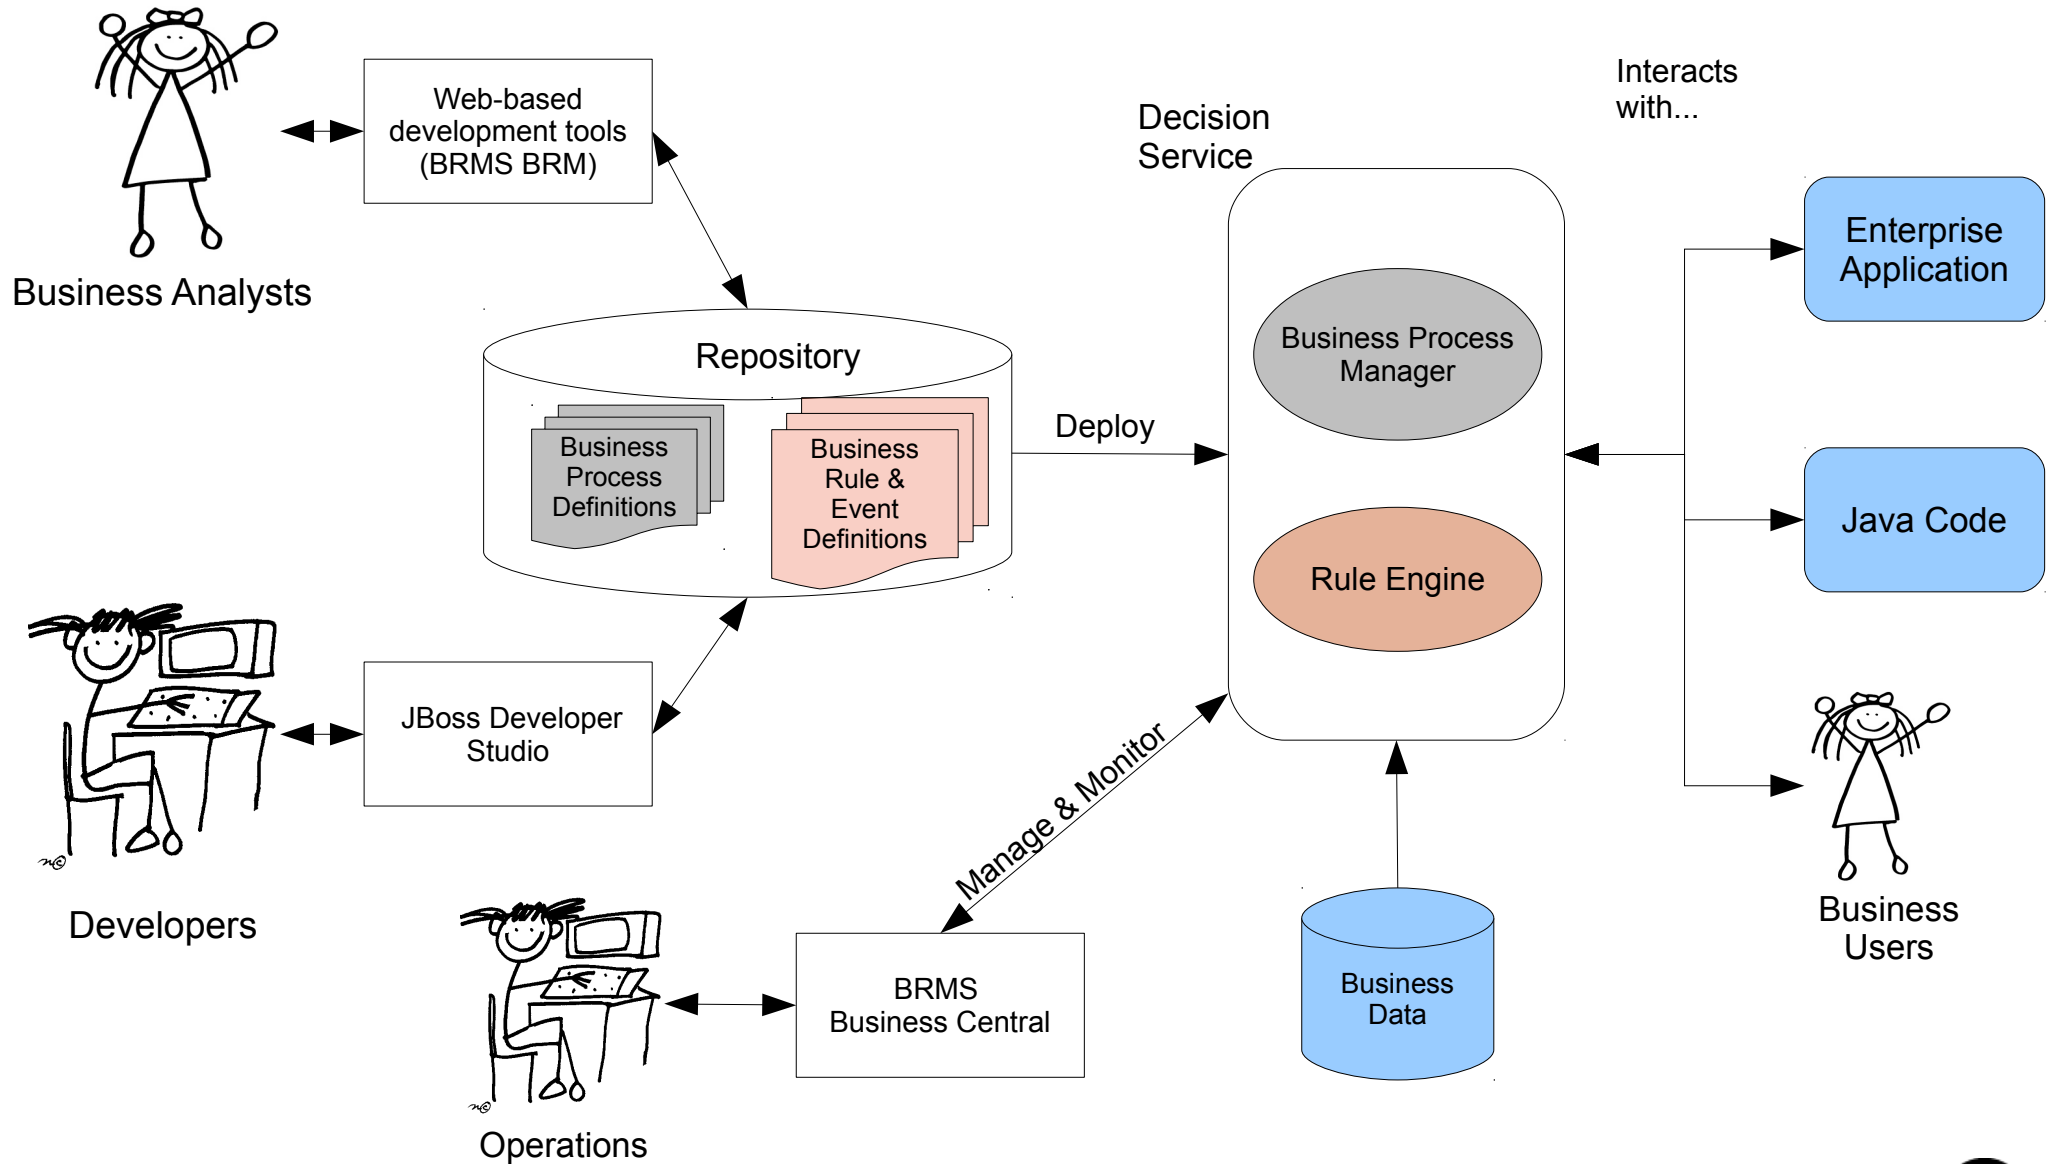 Interacts
with...
Web-based
development tools
(BRMS BRM)
Decision
Service
Enterprise
Application
Business Analysts
Repository
Business Process
Manager
Deploy
Business
Process
Definitions
Business
Rule &
Event
Definitions
Java Code
Rule Engine
JBoss Developer
Studio
Manage & Monitor
Developers
Business
Users
BRMS
Business Central
Business
Data
Operations